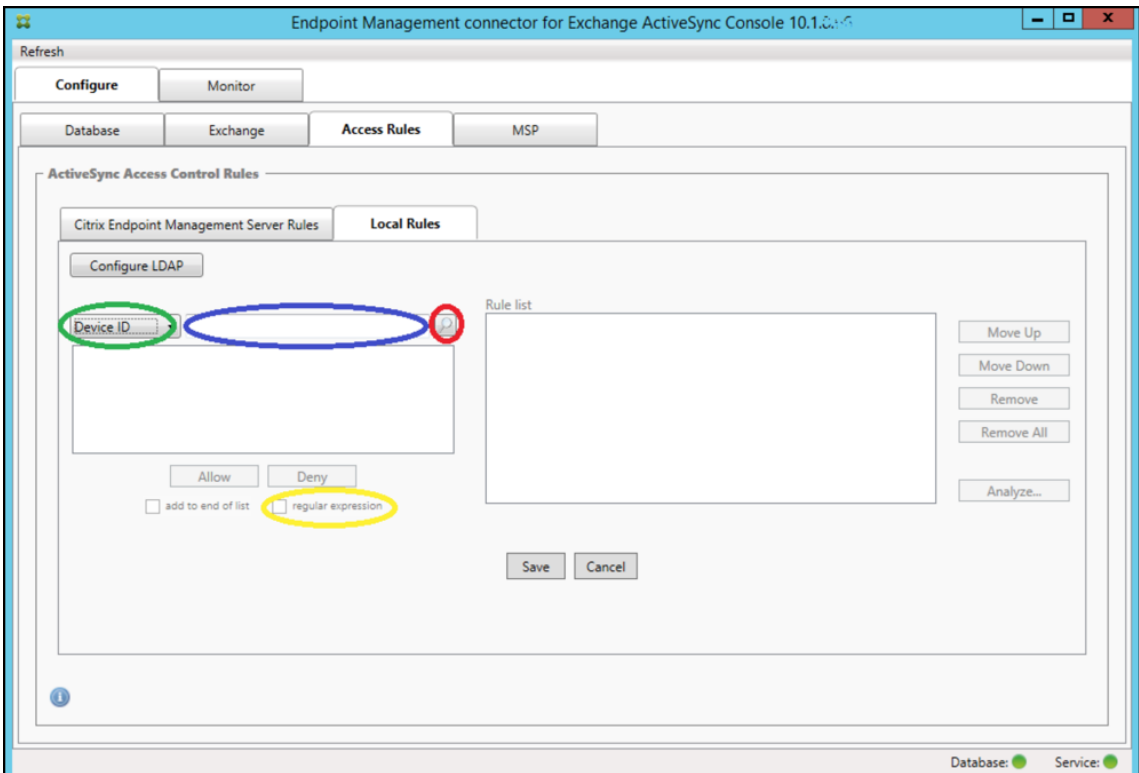 Endpoint Management connector for Exchange ActiveSync Console
Refresh
Configure Monitor
Database Exchange Access Rules MSP
ActiveSync Access Control Rules
Citrix Endpoint Management Server Rules Local Rules
Configure LDAP
Rule list
Device ID
Move Up
Move Down
Remove
Remove All
Allow Deny
Analyze...
add to end of list regular expression
Save Cancel
Database: Service: